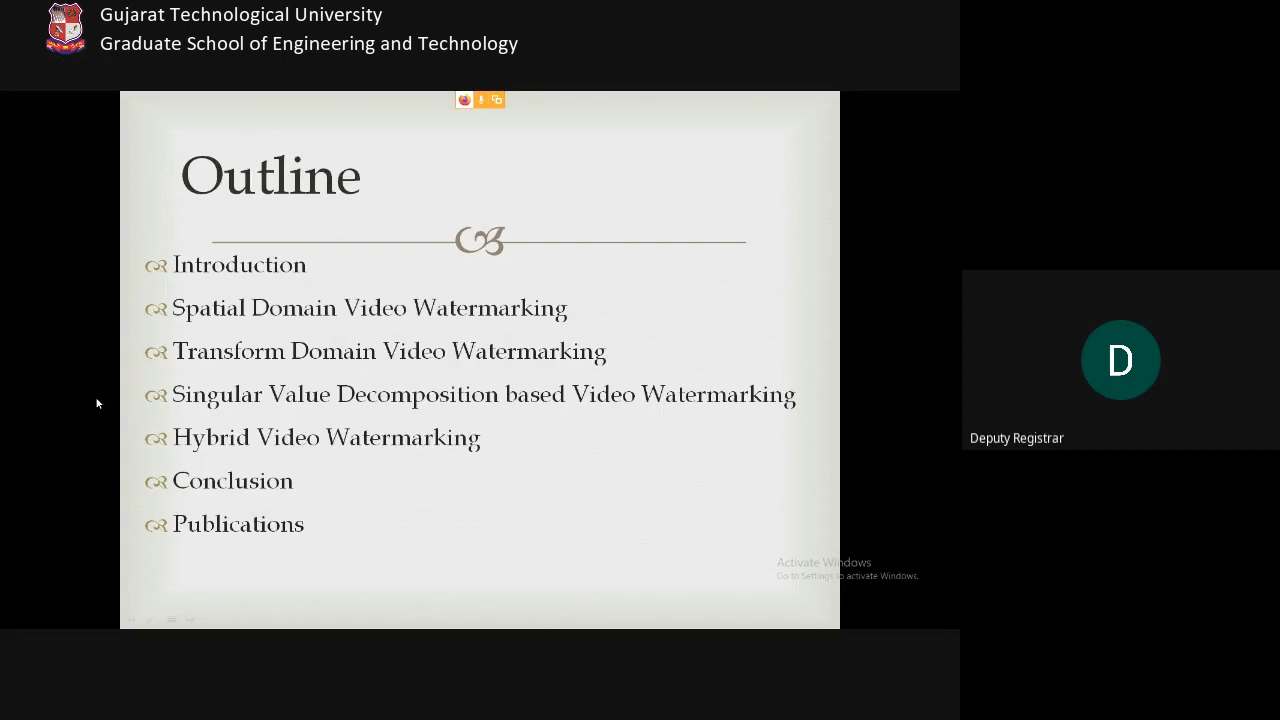 Gujarat Technological University
Graduate School of Engineering and Technology
Outline
Introduction
Spatial Domain Video Watermarking
Transform Domain Video Watermarking
Singular Value Decomposition based Video Watermarking
Hybrid Video Watermarking
Conclusion
Publications
Activate Windows
Go to Settings to activate Windows.
D
Deputy Registrar